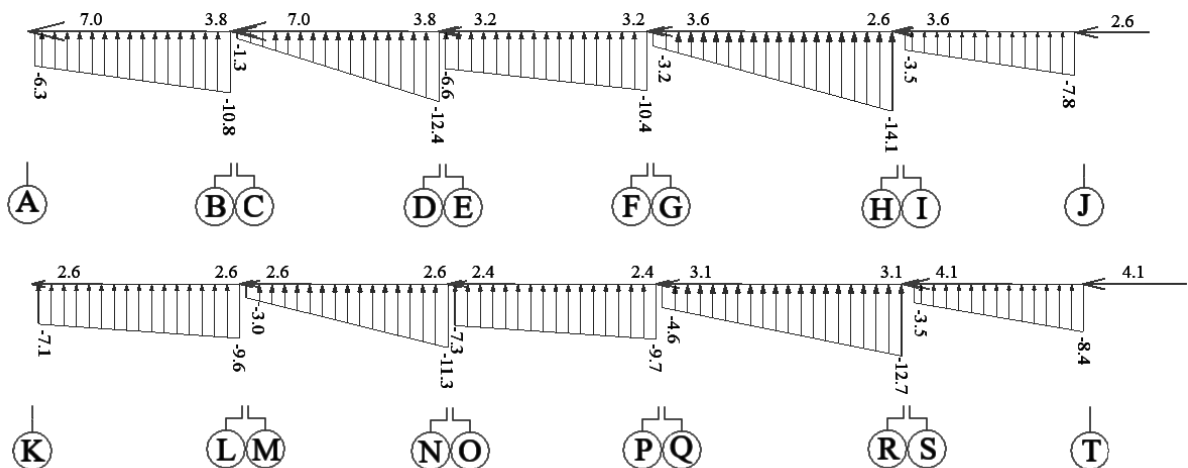 7.0 3.8 7.0 3.8 3.2 3.2 3.6 2.6 3.6 2.6
-6.3 -10.8 -1.3 -12.4 -6.6 -10.4 -3.2 -14.1 -3.5 -7.8
A B C D E F G H I J
2.6 2.6 2.6 2.6 2.4 2.4 3.1 3.1 4.1 4.1
-7.1 -9.6 -3.0 -11.3 -7.3 -9.7 -4.6 -12.7 -3.5 -8.4
K L M N O P Q R S T